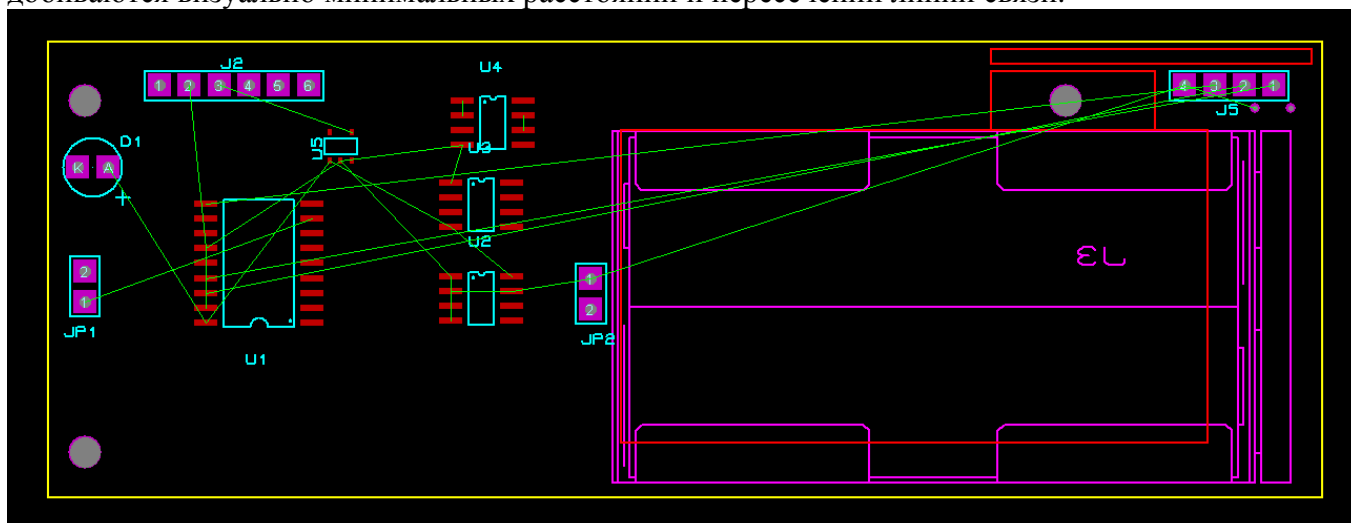 добиваются визуально минимальных расстояний и пересечений линий связи.
J2
U4
1 2 3 4 5 6
4 3 2 1
J5
D1
U5
U3
K A
+
U2
J3
2
1
1
2
JP1
JP2
U1